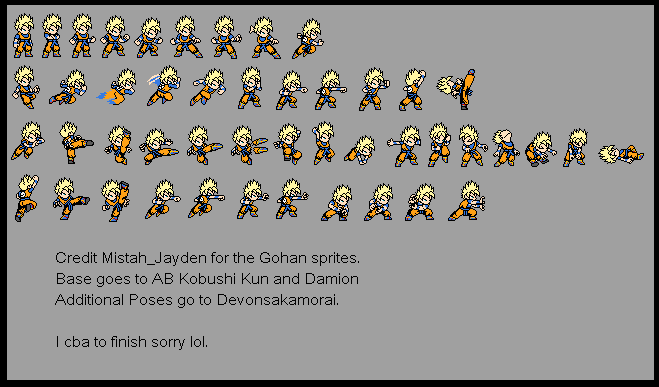 Credit Mistah_Jayden for the Gohan sprites.
Base goes to AB Kobushi Kun and Damion
Additional Poses go to Devonsakamorai.
I cba to finish sorry lol.